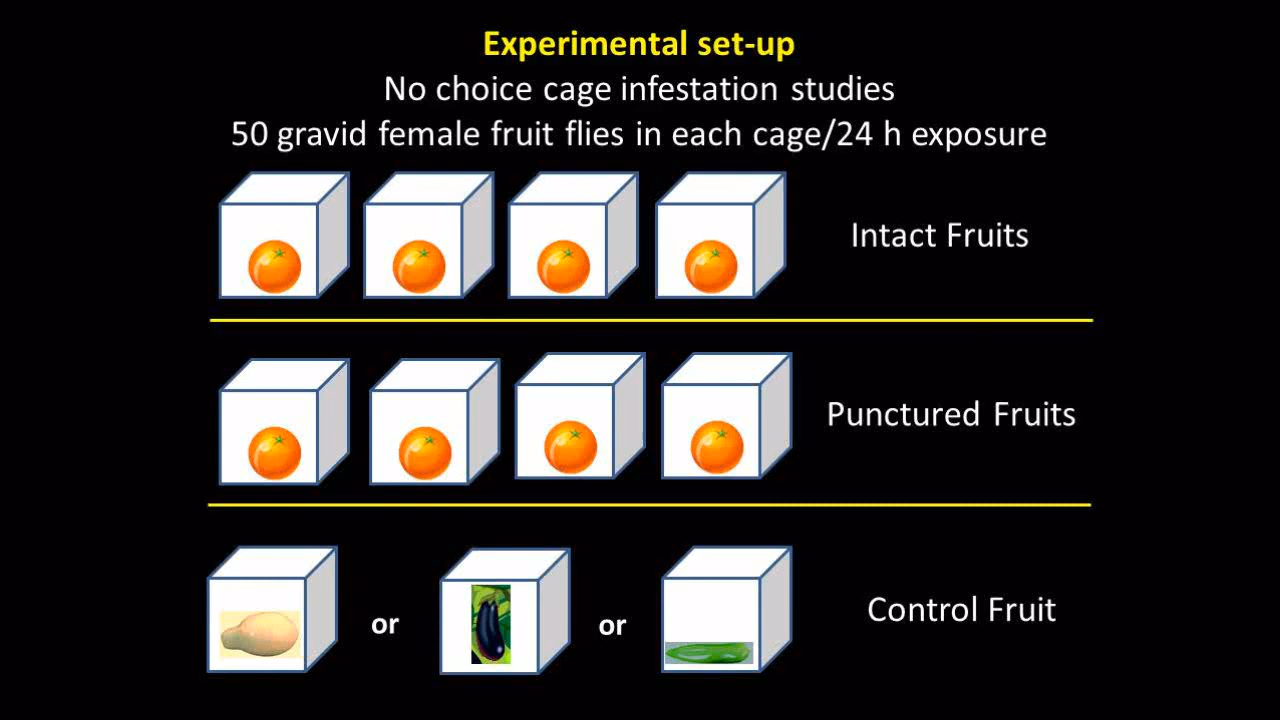 Experimental set-up
No choice cage infestation studies
50 gravid female fruit flies in each cage/24 h exposure
Intact Fruits
Punctured Fruits
or
or
Control Fruit